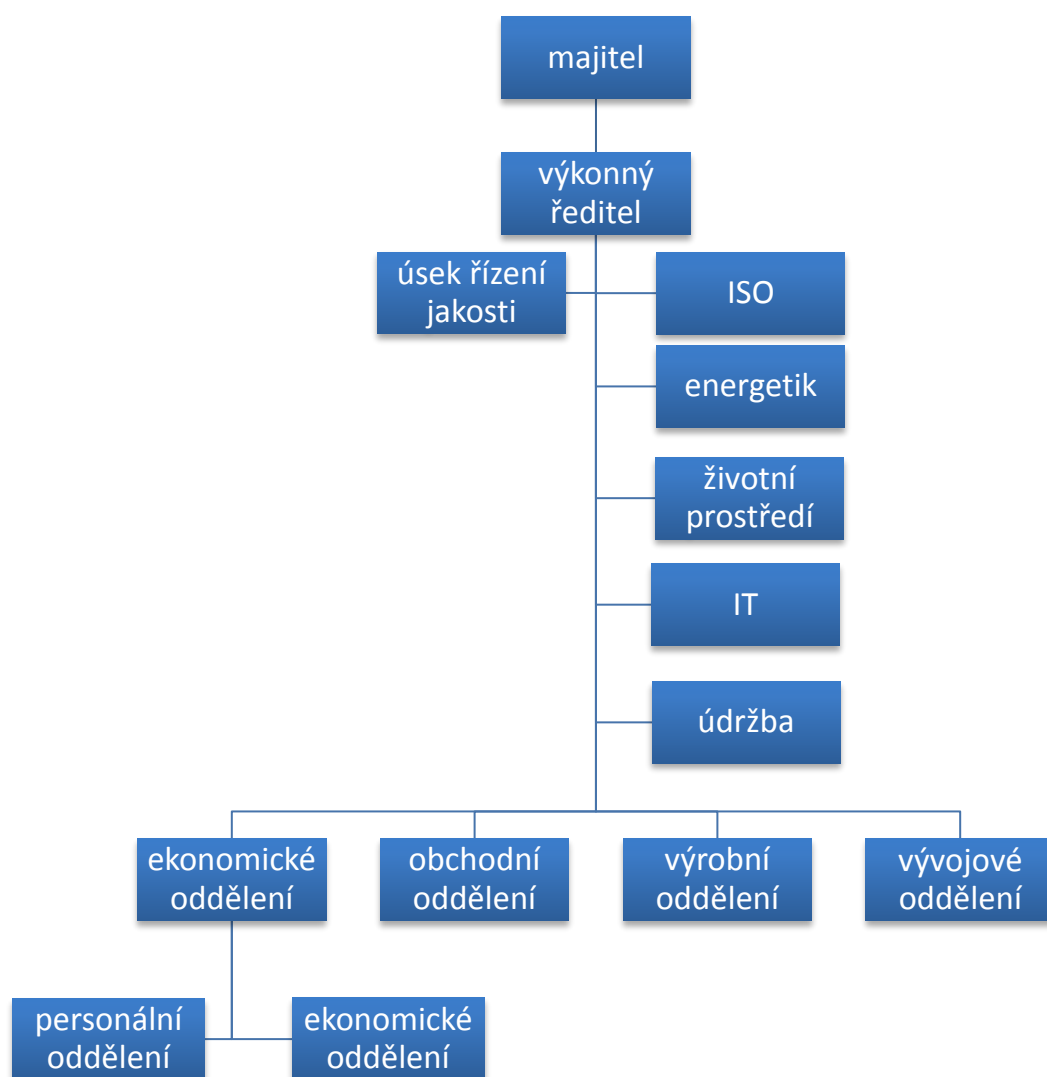 majitel
výkonný
ředitel
úsek řízení
jakosti
ISO
energetik
životní
prostředí
IT
údržba
ekonomické
oddělení
obchodní
oddělení
výrobní
oddělení
vývojové
oddělení
personální
oddělení
ekonomické
oddělení